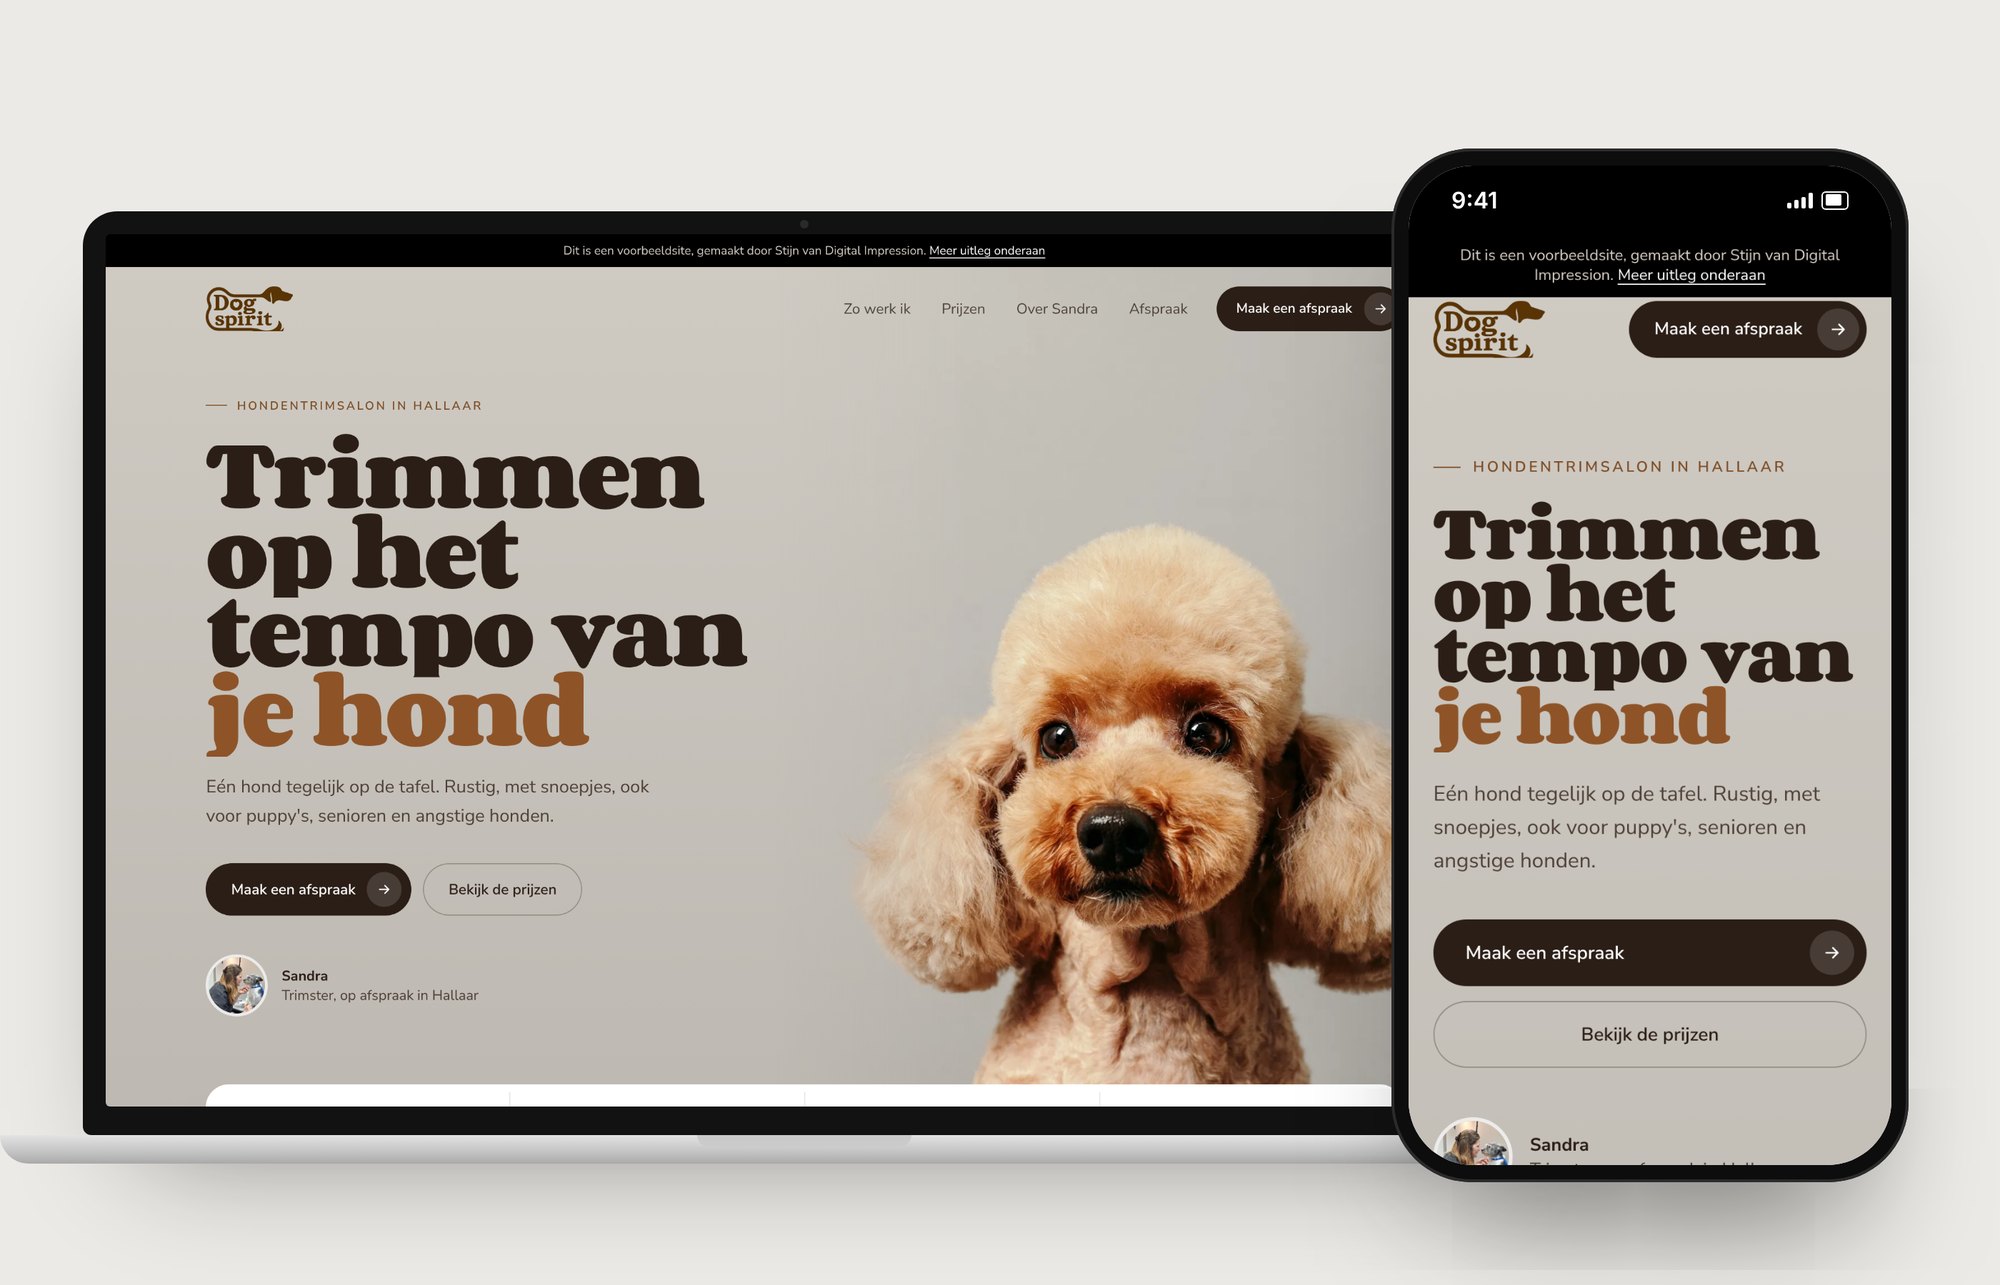 Dit is een voorbeeldsite, gemaakt door Stijn van Digital Impression. Meer uitleg onderaan
Dog
spirit
Zo werk ik
Prijzen
Over Sandra
Afspraak
Maak een afspraak
HONDENTRIMSALON IN HALLAAR
Trimmen
op het
tempo van
je hond
Eén hond tegelijk op de tafel. Rustig, met snoepjes, ook
voor puppy's, senioren en angstige honden.
Maak een afspraak
Bekijk de prijzen
Sandra
Trimster, op afspraak in Hallaar
9:41
Dit is een voorbeeldsite, gemaakt door Stijn van Digital
Impression. Meer uitleg onderaan
Dog
spirit
Maak een afspraak
HONDENTRIMSALON IN HALLAAR
Trimmen
op het
tempo van
je hond
Eén hond tegelijk op de tafel. Rustig, met
snoepjes, ook voor puppy's, senioren en
angstige honden.
Maak een afspraak
Bekijk de prijzen
Sandra